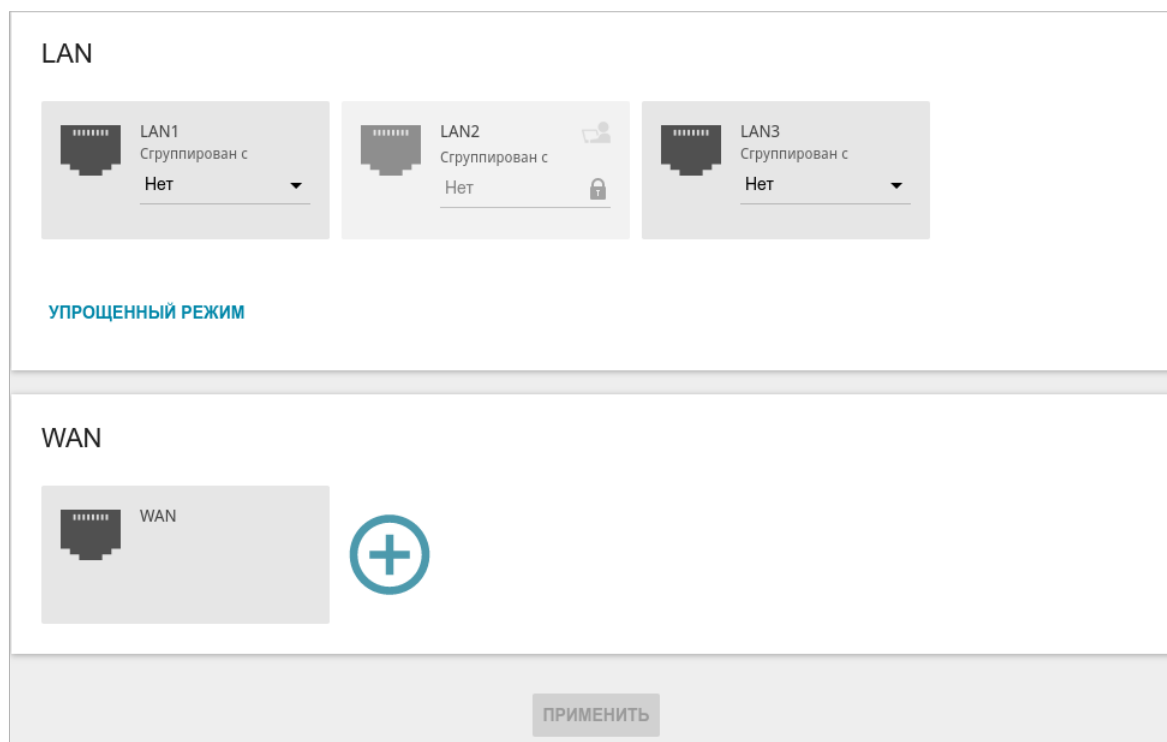 LAN
LAN1
Сгруппирован с
Нет
LAN2
Сгруппирован с
Нет
LAN3
Сгруппирован с
Нет
УПРОЩЕННЫЙ РЕЖИМ
WAN
WAN
ПРИМЕНИТЬ